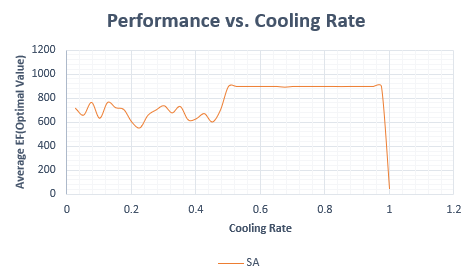 Performance vs. Cooling Rate
1200
1000
800
600
400
200
0
Average EF(Optimal Value)
0 0.2 0.4 0.6 0.8 1 1.2
Cooling Rate
SA